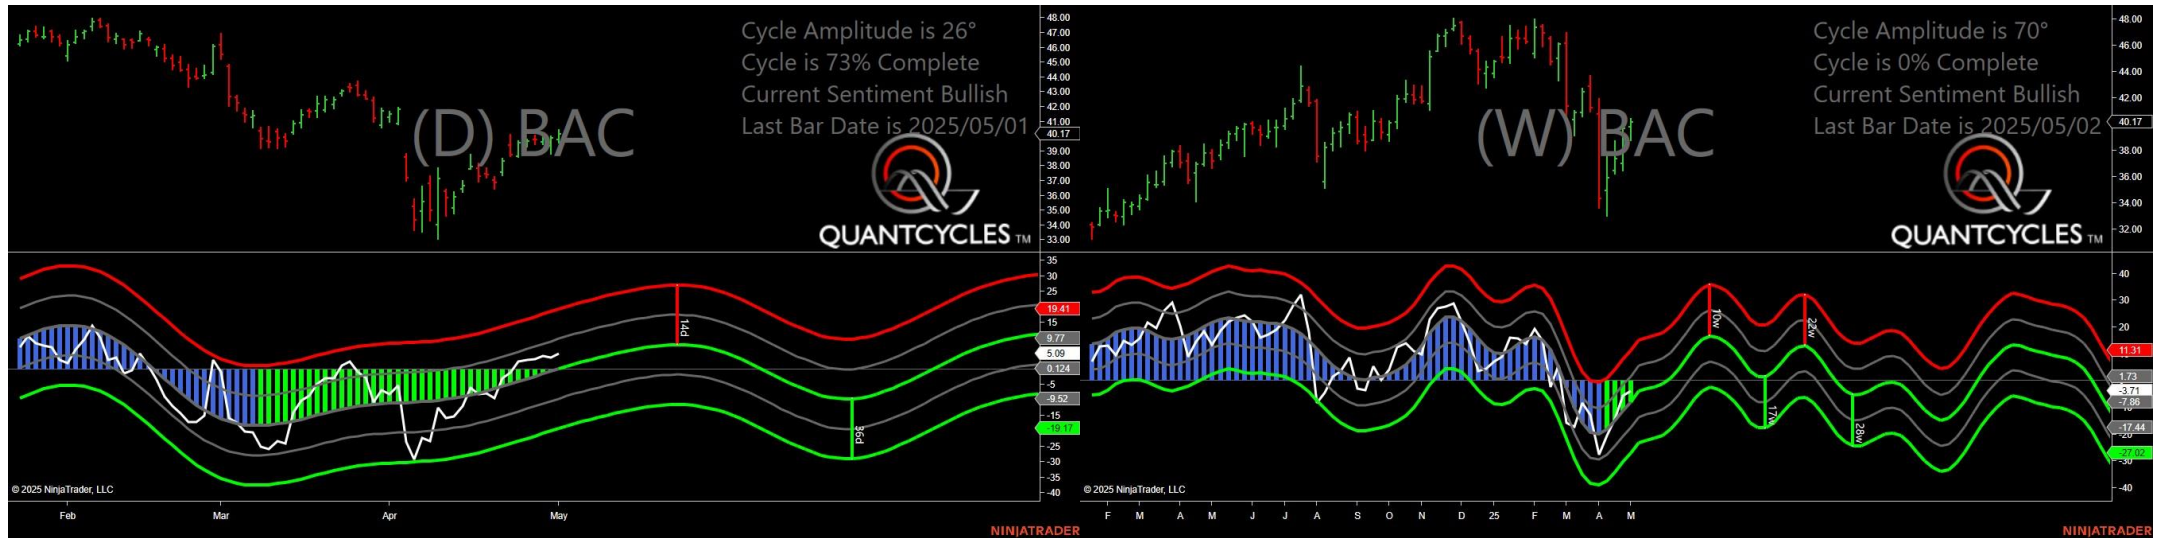 Cycle Amplitude is 26°
Cycle is 73% Complete
Current Sentiment Bullish
Last Bar Date is 2025/05/01
(D) BAC
QUANTCYCLES TM
48.00
47.00
46.00
45.00
44.00
43.00
42.00
41.00
40.17
39.00
38.00
37.00
36.00
35.00
34.00
33.00
35
30
25
19.41
15
9.77
5.09
0.124
-5
-9.52
-15
-19.17
-25
-30
-35
-40
14d
36d
© 2025 NinjaTrader, LLC
Feb
Mar
Apr
May
NINJATRADER
Cycle Amplitude is 70°
Cycle is 0% Complete
Current Sentiment Bullish
Last Bar Date is 2025/05/02
(W) BAC
QUANTCYCLES TM
48.00
46.00
44.00
42.00
40.17
38.00
36.00
34.00
32.00
40
30
20
11.31
1.73
-3.71
-7.86
-17.44
-20
-27.02
-30
-40
10w
22w
17w
28w
© 2025 NinjaTrader, LLC
F
M
A
M
J
J
A
S
O
N
D
25
F
M
A
M
NINJATRADER